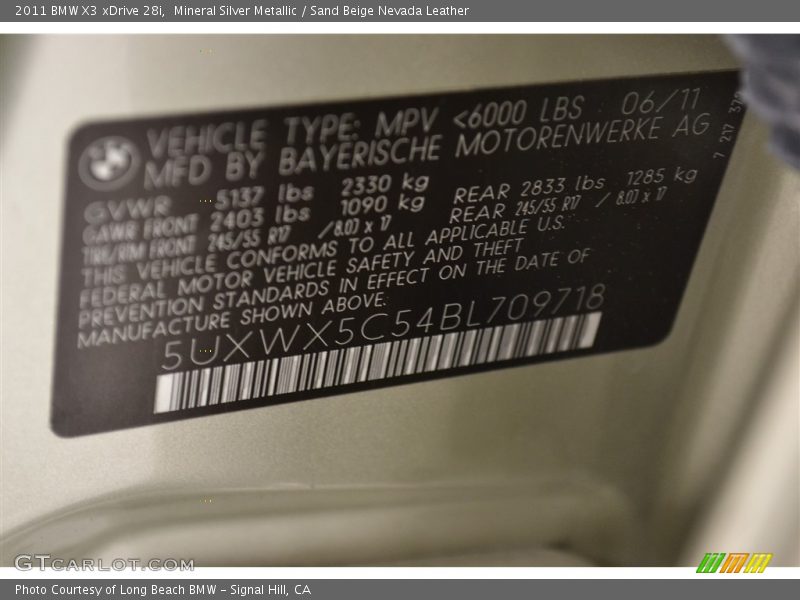 2011 BMW X3 xDrive 28i, Mineral Silver Metallic / Sand Beige Nevada Leather
VEHICLE TYPE: MPV <6000 LBS 06/11
MFD BY BAYERISCHE MOTORENWERKE AG
GVWR 5137 lbs 2330 kg
GAWR FRONT 2403 lbs 1090 kg REAR 2833 lbs 1285 kg
TIRE/RIM FRONT 245/55 R17 /8.0J x 17 REAR 245/55 R17 / 8.0J x 17
THIS VEHICLE CONFORMS TO ALL APPLICABLE U.S.
FEDERAL MOTOR VEHICLE SAFETY AND THEFT
PREVENTION STANDARDS IN EFFECT ON THE DATE OF
MANUFACTURE SHOWN ABOVE:
5UXWX5C54BL709718
7 217
GTCARLOT.COM
Photo Courtesy of Long Beach BMW - Signal Hill, CA